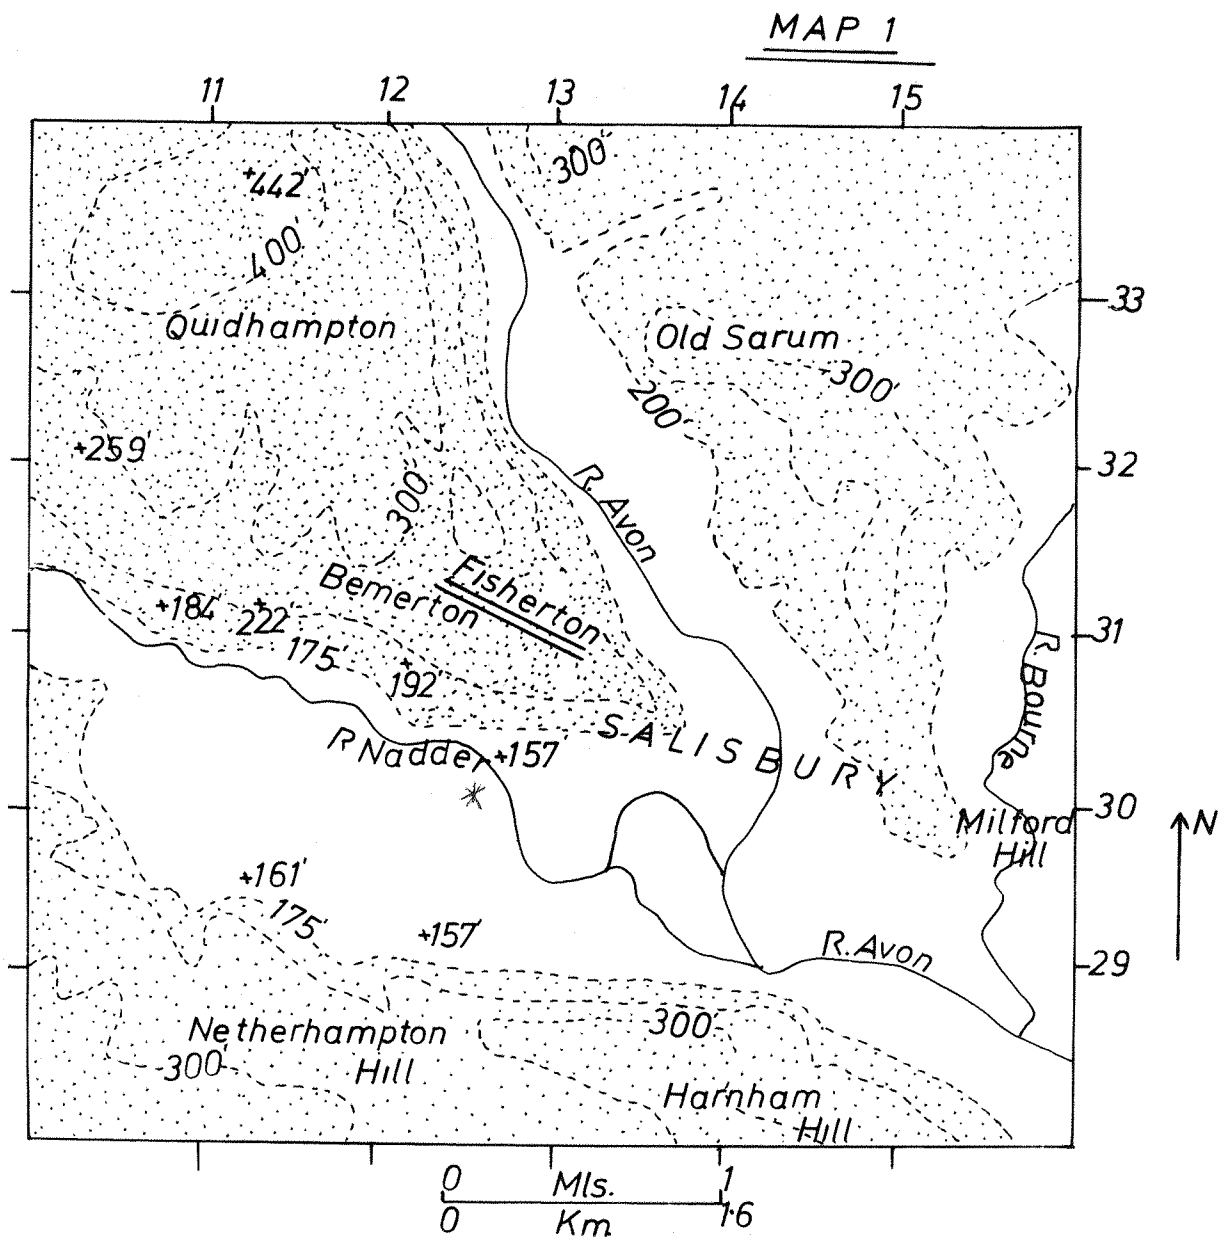 MAP 1
11 12 13 14 15
300'
+442'
400'
33
Quidhampton
Old Sarum
300'
200'
+259'
32
300'
R. Avon
Fisherton
Bemerton
+184'
222'
31
175'
R. Bourne
192'
SALISBURY
R Nadder
+157'
30
Milford
Hill
N
+161'
175'
+157'
R. Avon
29
Netherhampton
Hill
300'
300'
Harnham
Hill
0 Mls. 1
0 Km 1·6